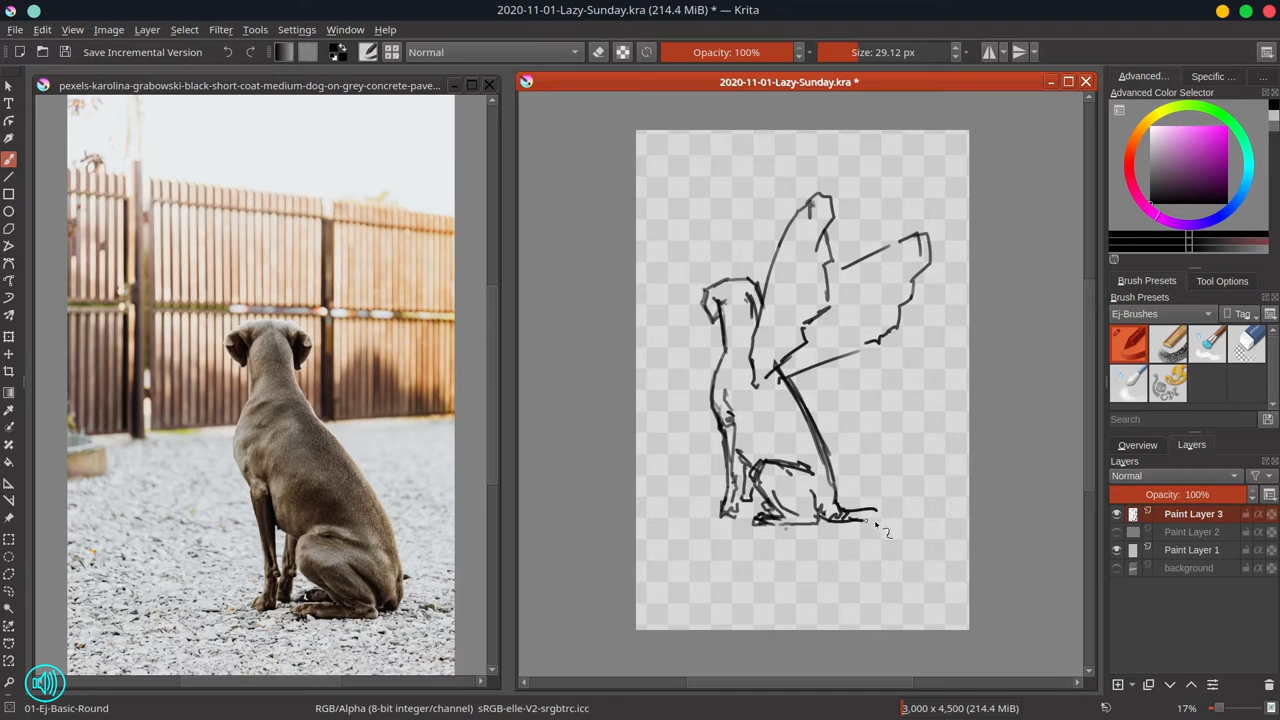 2020-11-01-Lazy-Sunday.kra (214.4 MiB) * — Krita
File Edit View Image Layer Select Filter Tools Settings Window Help
Save Incremental Version Normal Opacity: 100% Size: 29.12 px
pexels-karolina-grabowski-black-short-coat-medium-dog-on-grey-concrete-pave...
2020-11-01-Lazy-Sunday.kra *
Advanced... Specific ... ...
Advanced Color Selector
Brush Presets Tool Options
Brush Presets
Ej-Brushes Tag
Search
Overview Layers
Layers
Normal
Opacity: 100%
Paint Layer 3
Paint Layer 2
Paint Layer 1
background
01-Ej-Basic-Round RGB/Alpha (8-bit integer/channel) sRGB-elle-V2-srgbtrc.icc 3,000 x 4,500 (214.4 MiB) 17%